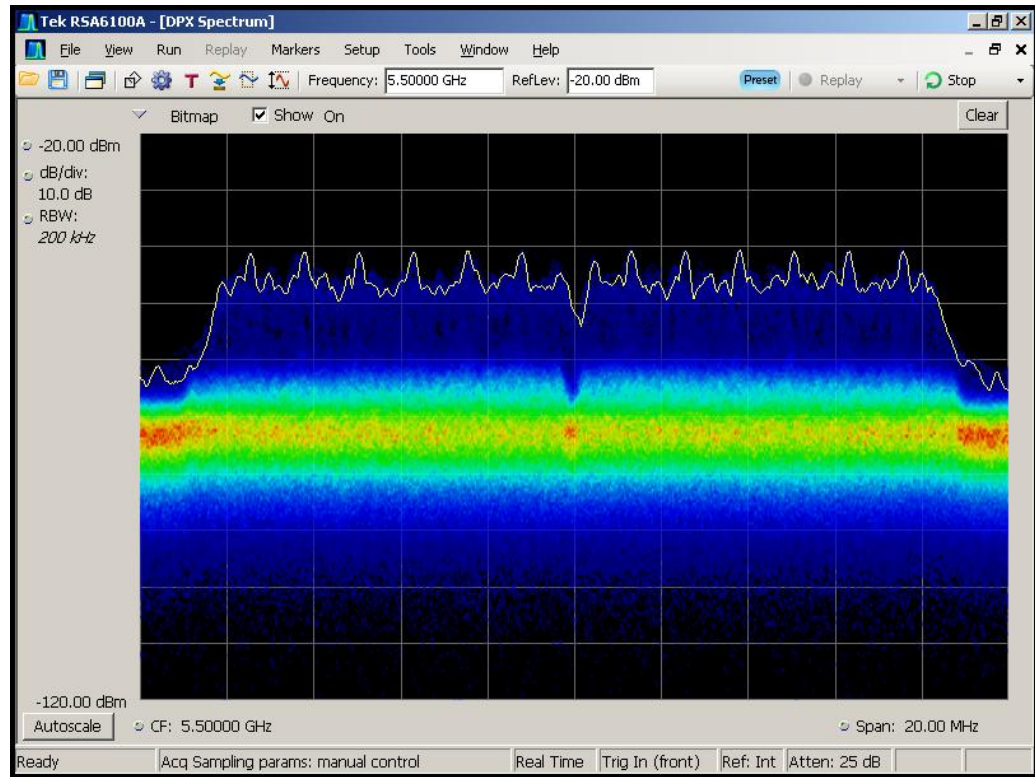 Tek RSA6100A - [DPX Spectrum]
File View Run Replay Markers Setup Tools Window Help
T Frequency: 5.50000 GHz RefLev: -20.00 dBm Preset Replay Stop
Bitmap Show On Clear
-20.00 dBm
dB/div:
10.0 dB
RBW:
200 kHz
-120.00 dBm
Autoscale CF: 5.50000 GHz Span: 20.00 MHz
Ready Acq Sampling params: manual control Real Time Trig In (front) Ref: Int Atten: 25 dB